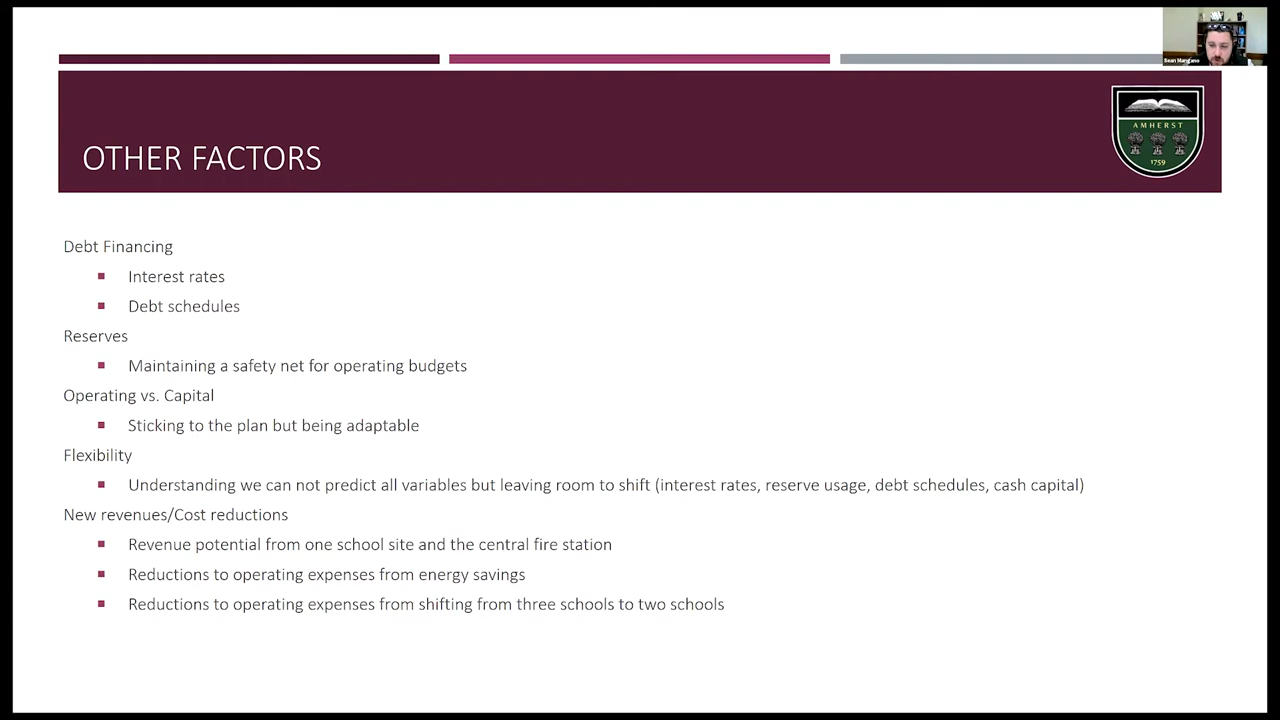 Sean Mangano
OTHER FACTORS
AMHERST
1759
Debt Financing
Interest rates
Debt schedules
Reserves
Maintaining a safety net for operating budgets
Operating vs. Capital
Sticking to the plan but being adaptable
Flexibility
Understanding we can not predict all variables but leaving room to shift (interest rates, reserve usage, debt schedules, cash capital)
New revenues/Cost reductions
Revenue potential from one school site and the central fire station
Reductions to operating expenses from energy savings
Reductions to operating expenses from shifting from three schools to two schools